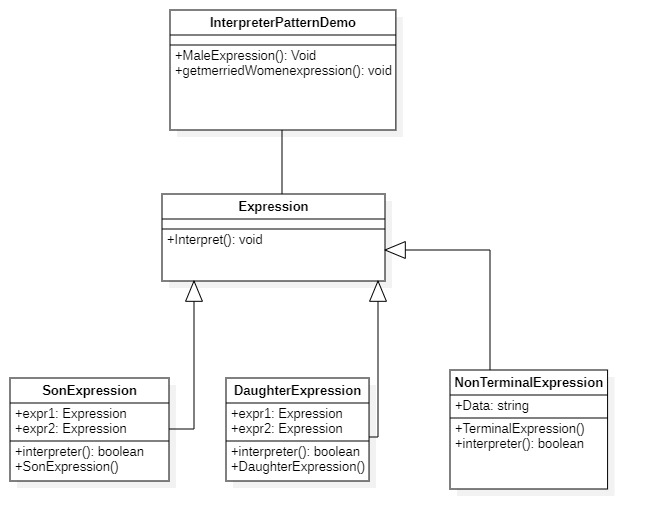 InterpreterPatternDemo
+MaleExpression(): Void
+getmerriedWomenexpression(): void
Expression
+Interpret(): void
SonExpression
+expr1: Expression
+expr2: Expression
+interpreter(): boolean
+SonExpression()
DaughterExpression
+expr1: Expression
+expr2: Expression
+interpreter(): boolean
+DaughterExpression()
NonTerminalExpression
+Data: string
+TerminalExpression()
+interpreter(): boolean